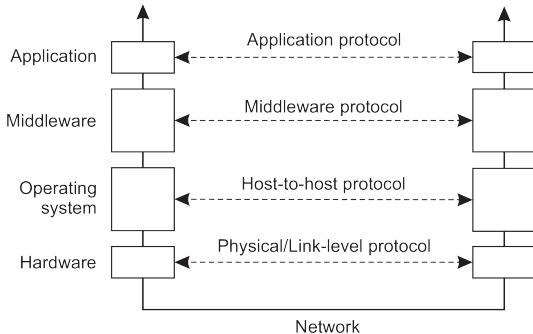 Application protocol
Application
Middleware protocol
Middleware
Host-to-host protocol
Operating
system
Physical/Link-level protocol
Hardware
Network